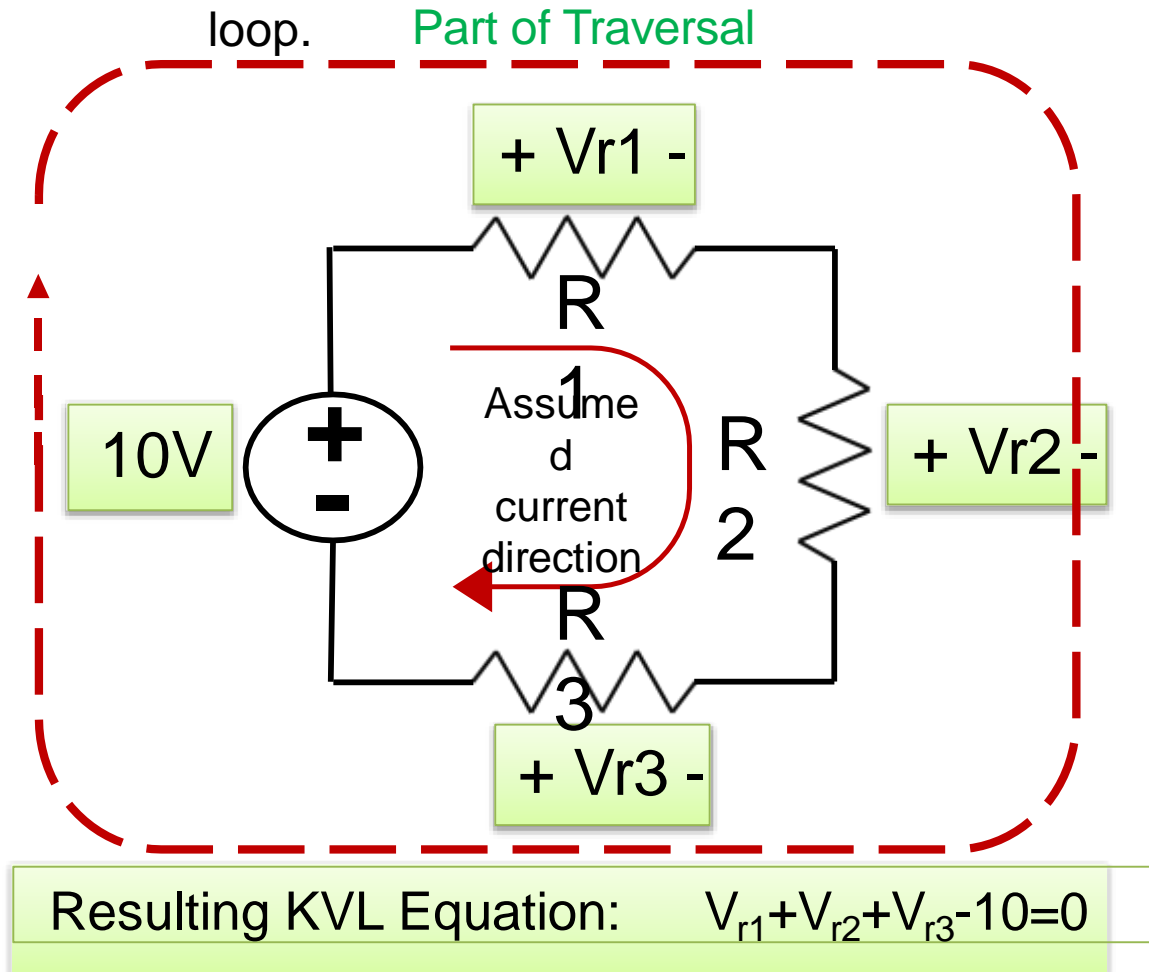 loop. Part of Traversal
+ Vr1 -
R
1
Assume
d
current
direction
10V
+
-
R
2
+ Vr2 -
R
3
+ Vr3 -
Resulting KVL Equation: Vr1+Vr2+Vr3-10=0